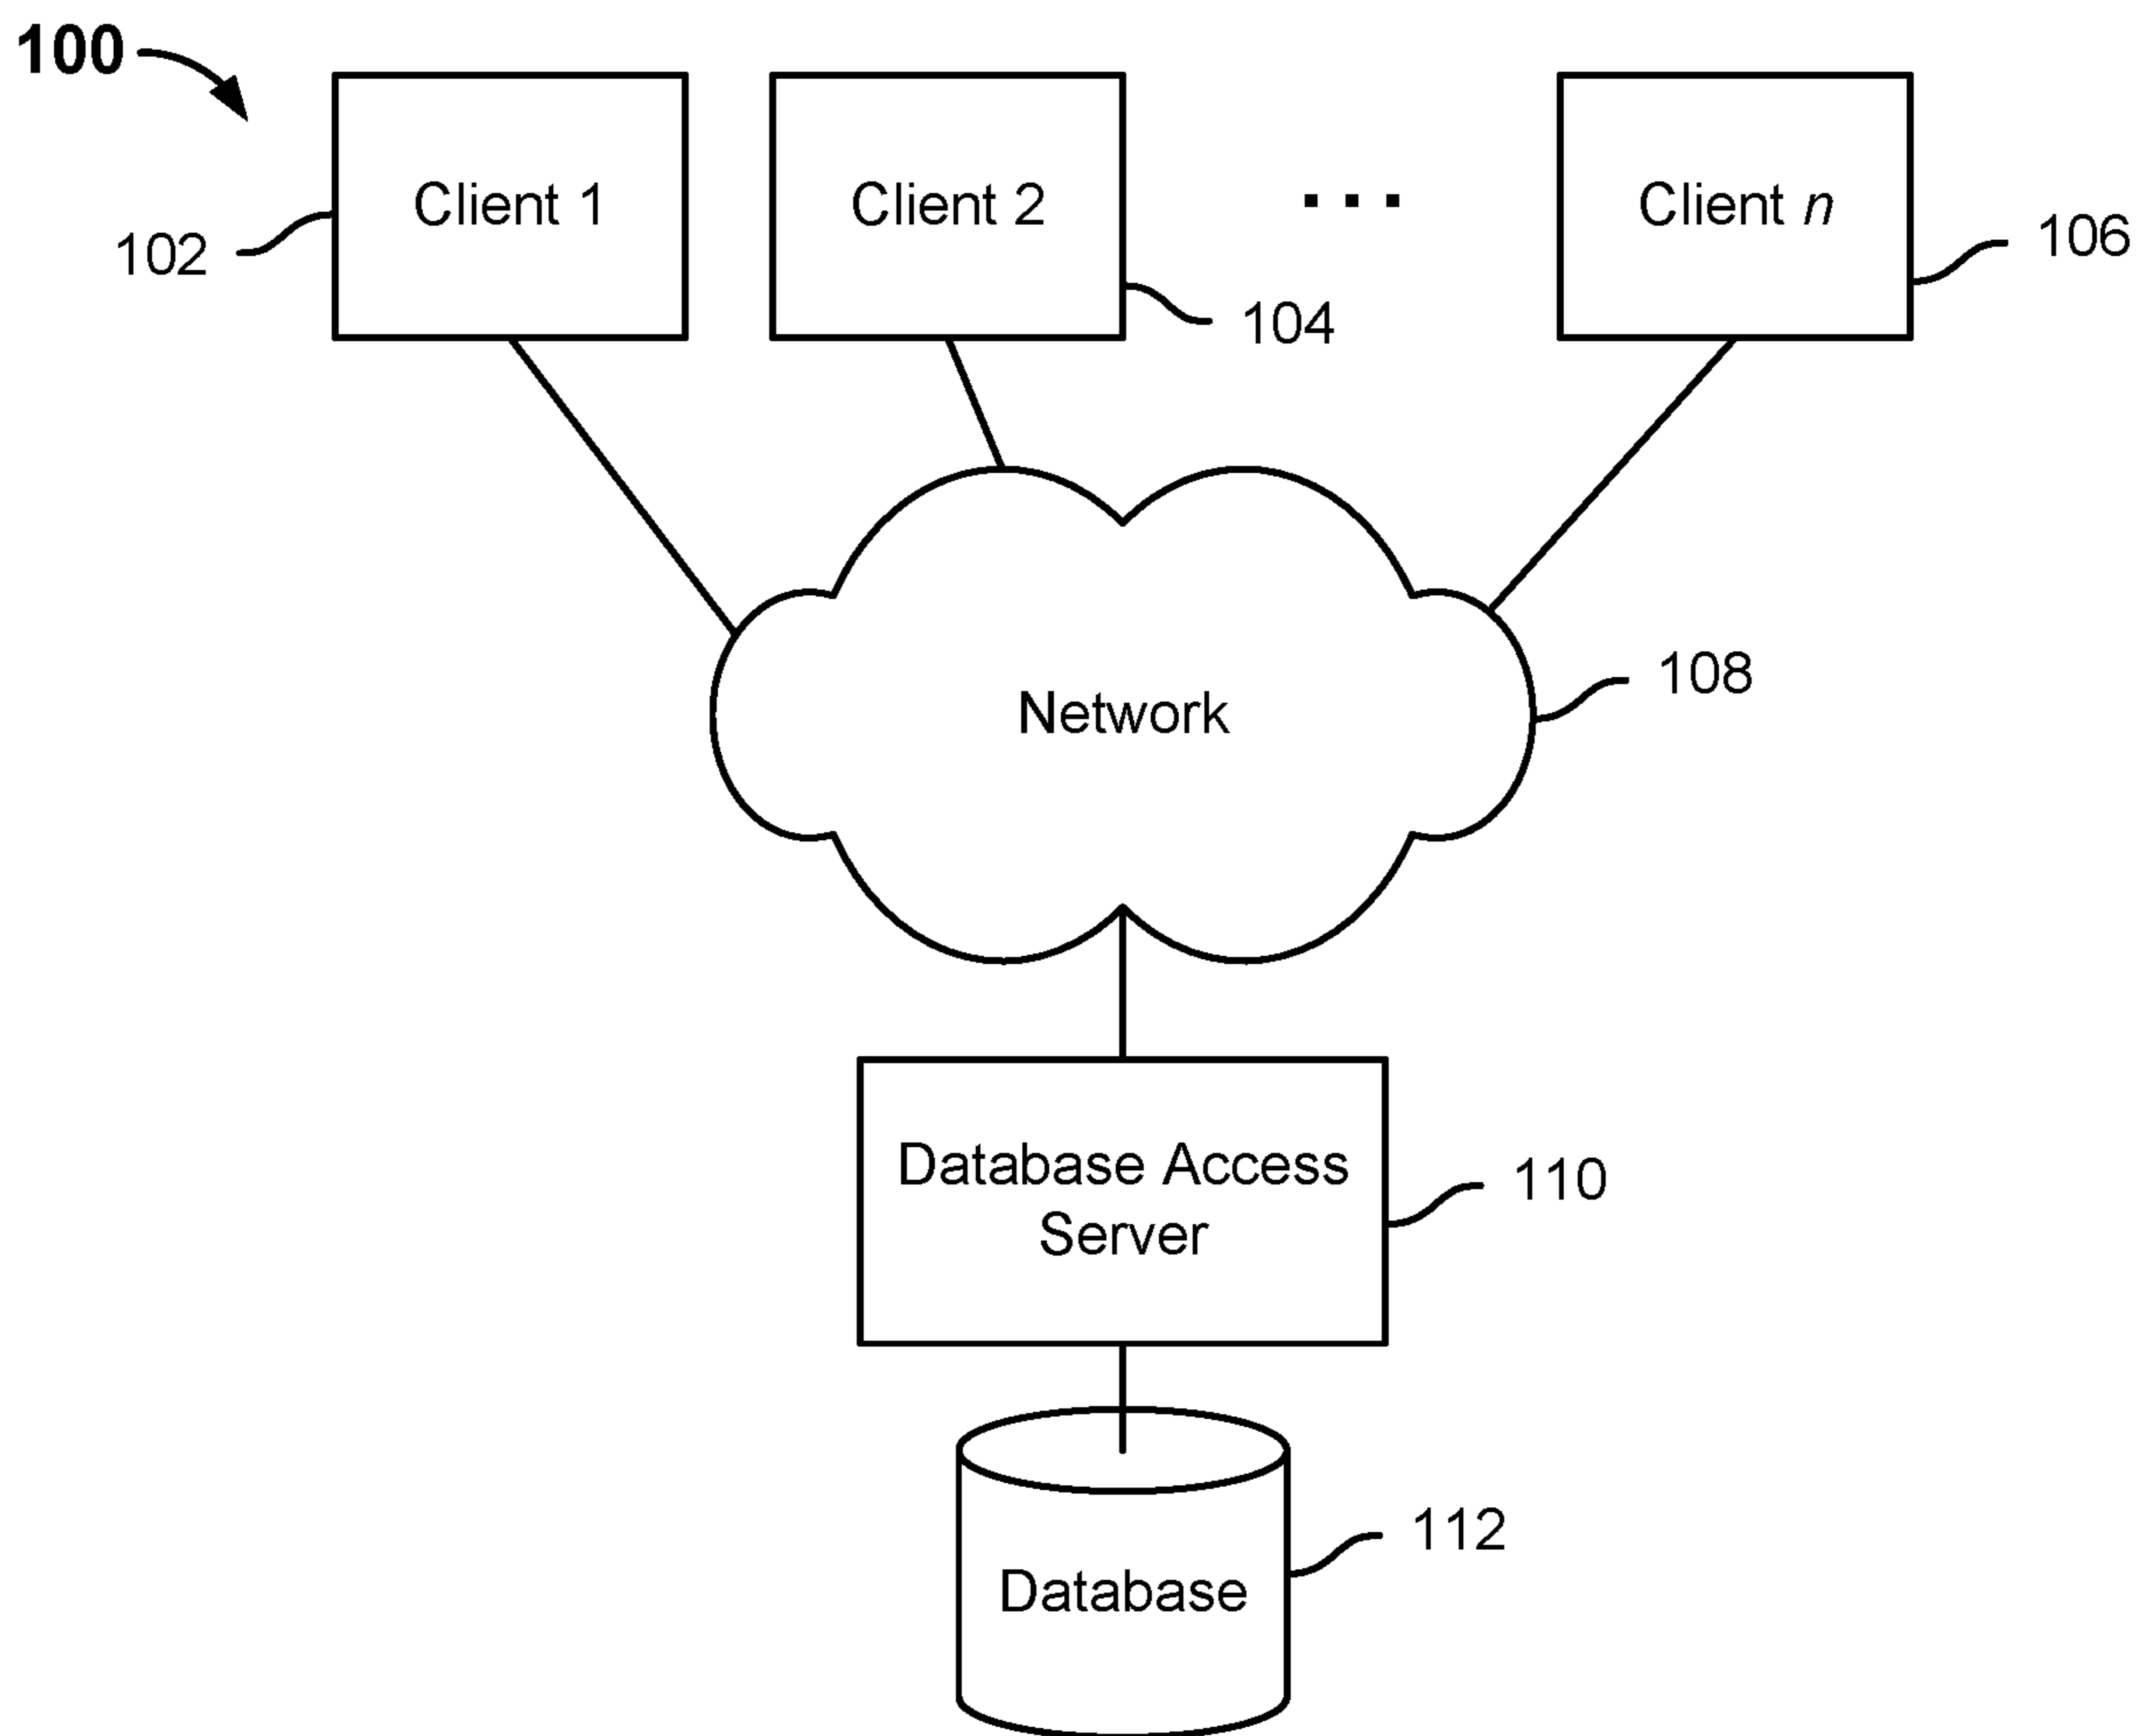 100
Client 1
Client 2
. . .
Client n
102
104
106
Network
108
Database Access
Server
110
Database
112